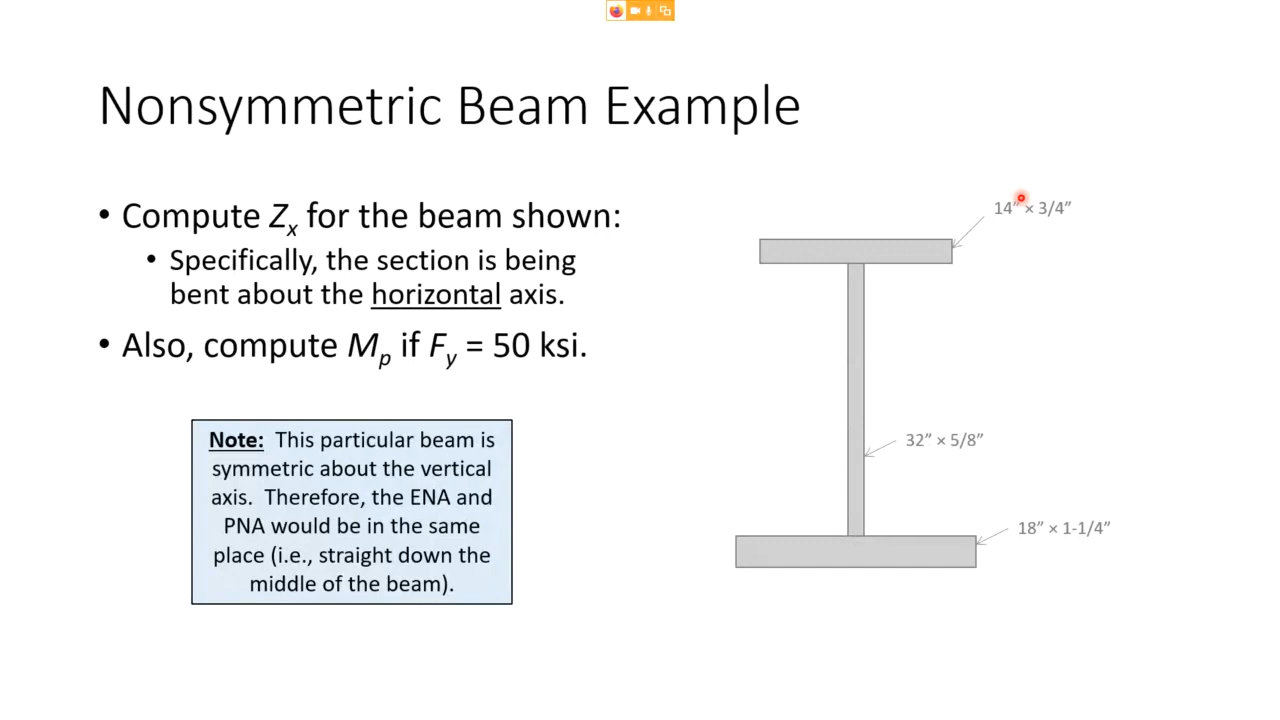 Nonsymmetric Beam Example
• Compute Zx for the beam shown:
• Specifically, the section is being
bent about the horizontal axis.
• Also, compute Mp if Fy = 50 ksi.
Note: This particular beam is
symmetric about the vertical
axis. Therefore, the ENA and
PNA would be in the same
place (i.e., straight down the
middle of the beam).
14” × 3/4”
32” × 5/8”
18” × 1-1/4”